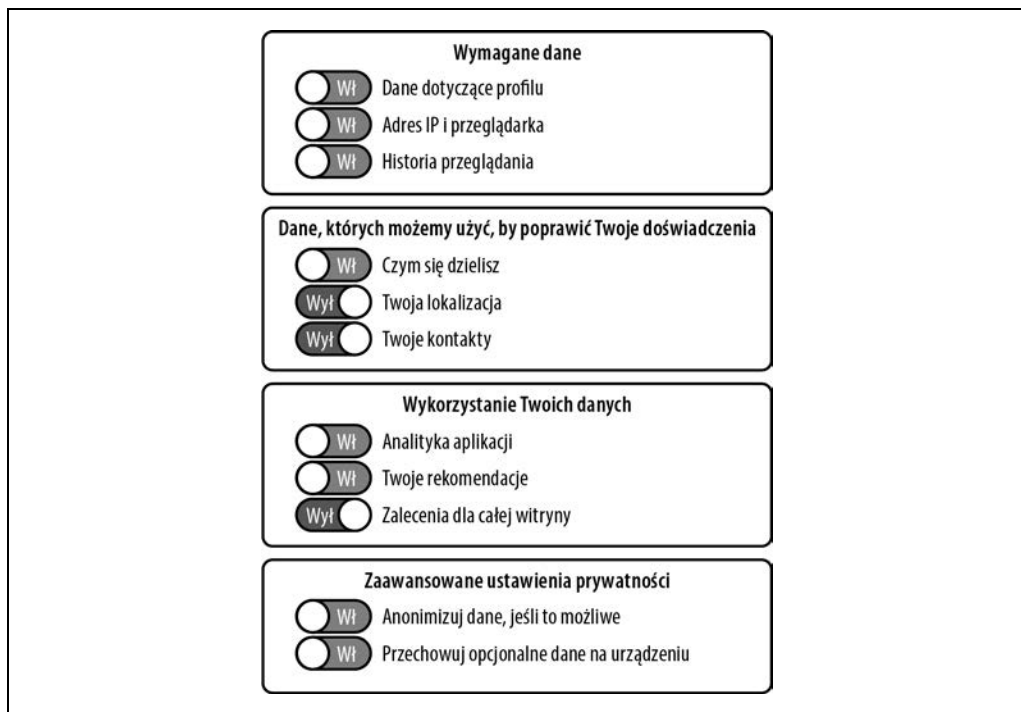 Wymagane dane
Wł Dane dotyczące profilu
Wł Adres IP i przeglądarka
Wł Historia przeglądania
Dane, których możemy użyć, by poprawić Twoje doświadczenia
Wł Czym się dzielisz
Wył Twoja lokalizacja
Wył Twoje kontakty
Wykorzystanie Twoich danych
Wł Analityka aplikacji
Wł Twoje rekomendacje
Wył Zalecenia dla całej witryny
Zaawansowane ustawienia prywatności
Wł Anonimizuj dane, jeśli to możliwe
Wł Przechowuj opcjonalne dane na urządzeniu